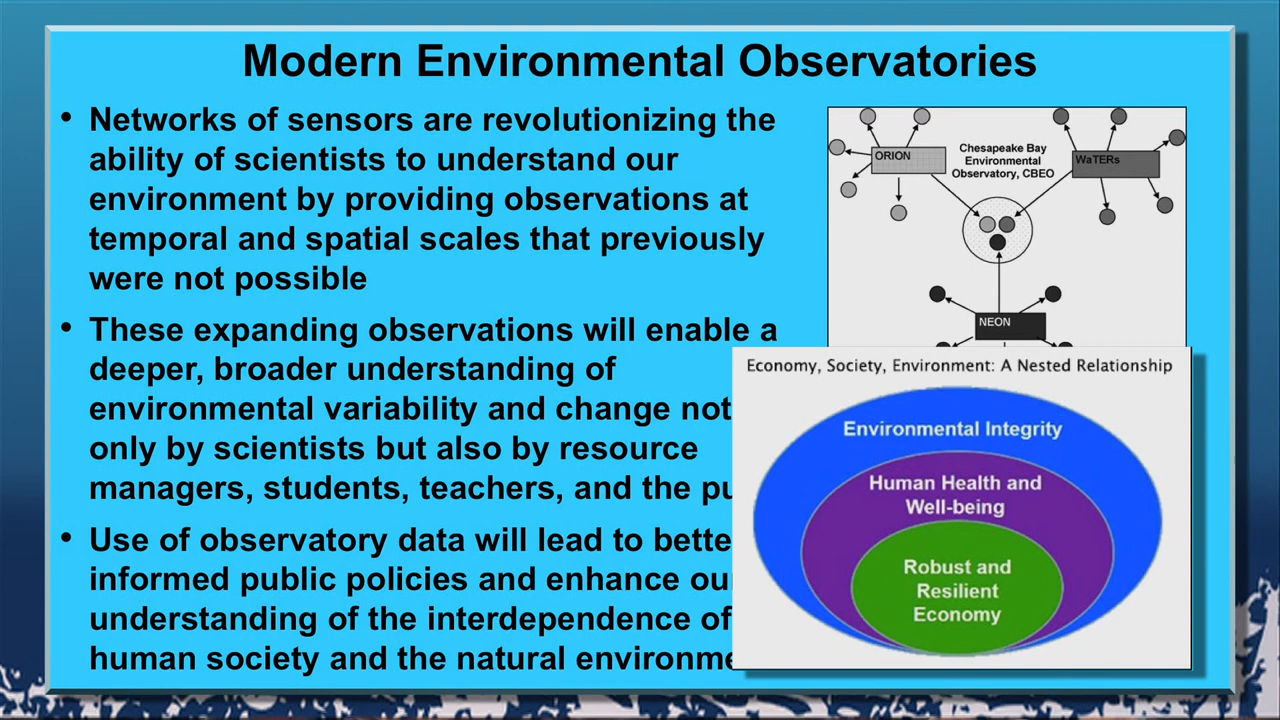 Modern Environmental Observatories
• Networks of sensors are revolutionizing the
ability of scientists to understand our
environment by providing observations at
temporal and spatial scales that previously
were not possible
• These expanding observations will enable a
deeper, broader understanding of
environmental variability and change not
only by scientists but also by resource
managers, students, teachers, and the pu
• Use of observatory data will lead to bette
informed public policies and enhance ou
understanding of the interdependence of
human society and the natural environme
ORION
Chesapeake Bay
Environmental
Observatory, CBEO
WaTERs
NEON
Economy, Society, Environment: A Nested Relationship
Environmental Integrity
Human Health and
Well-being
Robust and
Resilient
Economy